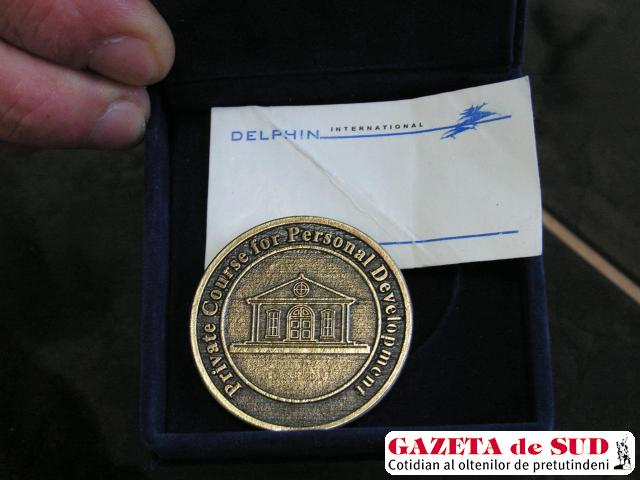 DELPHIN INTERNATIONAL
Private Course for Personal Development
GAZETA de SUD
Cotidian al oltenilor de pretutindeni